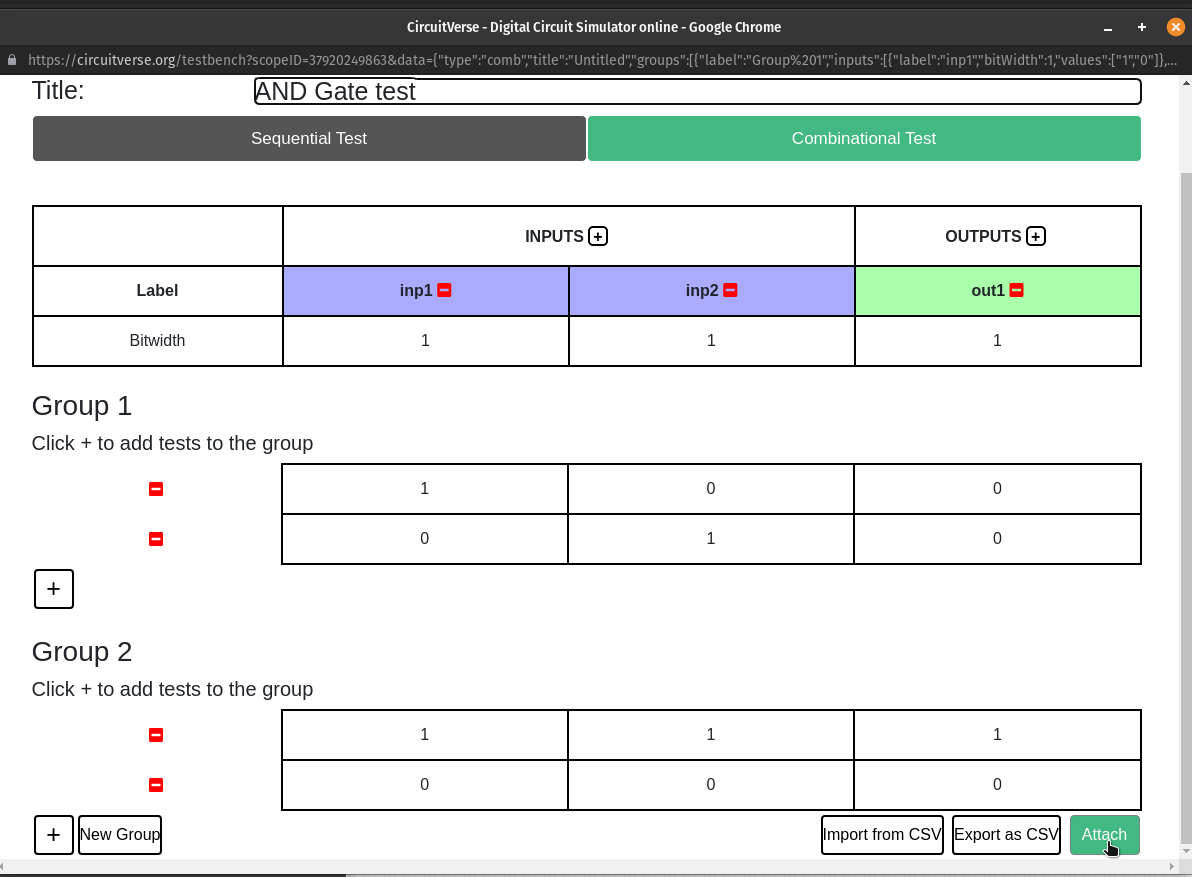 CircuitVerse - Digital Circuit Simulator online - Google Chrome
https://circuitverse.org/testbench?scopeID=37920249863&data={"type":"comb","title":"Untitled","groups":[{"label":"Group%201","inputs":[{"label":"inp1","bitWidth":1,"values":["1","0"]},...
Title: AND Gate test
Sequential Test Combinational Test
INPUTS + OUTPUTS +
Label inp1 inp2 out1
Bitwidth 1 1 1
Group 1
Click + to add tests to the group
1 0 0
0 1 0
+
Group 2
Click + to add tests to the group
1 1 1
0 0 0
+ New Group Import from CSV Export as CSV Attach